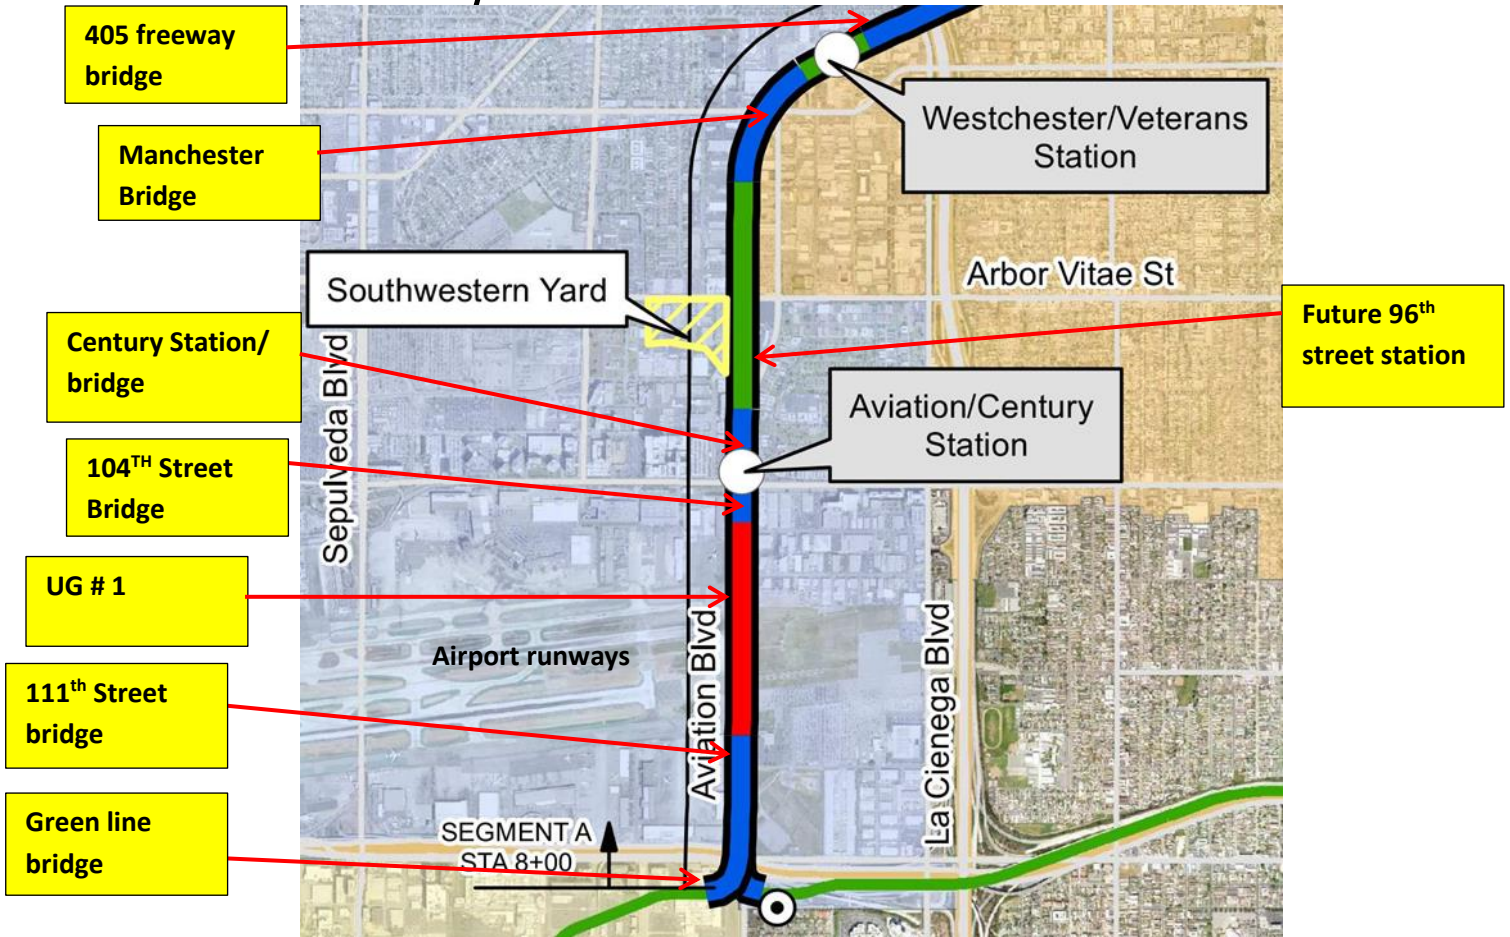 405 freeway
bridge
Manchester
Bridge
Westchester/Veterans
Station
Southwestern Yard
Arbor Vitae St
Century Station/
bridge
Future 96th
street station
Sepulveda Blvd
Aviation/Century
Station
104TH Street
Bridge
UG # 1
Airport runways
Aviation Blvd
La Cienega Blvd
111th Street
bridge
Green line
bridge
SEGMENT A
STA 8+00